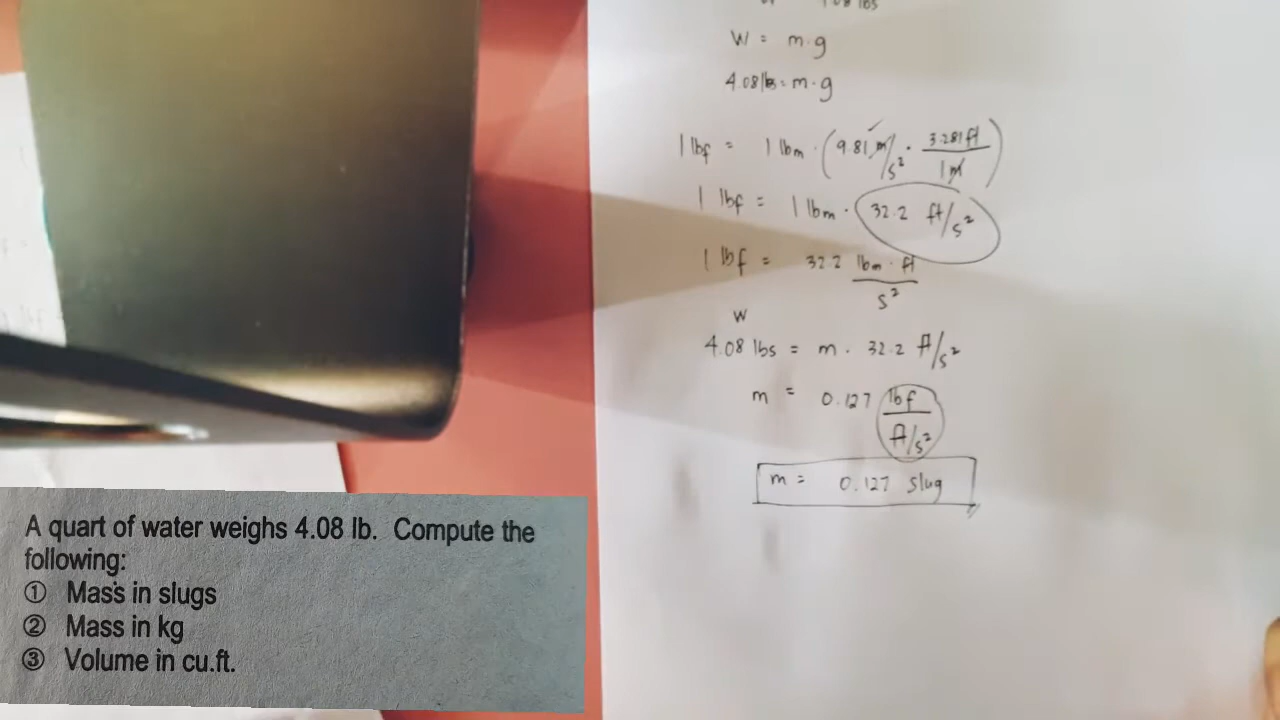 W = m·g
4.08 lbs = m·g
1 lbf = 1 lbm · (9.81 m/s² · 3.281 ft / 1 m)
1 lbf = 1 lbm · 32.2 ft/s²
1 lbf = 32.2 lbm · ft / s²
W
4.08 lbs = m · 32.2 ft/s²
m = 0.127 lbf / ft/s²
m = 0.127 slug
A quart of water weighs 4.08 lb. Compute the
following:
① Mass in slugs
② Mass in kg
③ Volume in cu.ft.